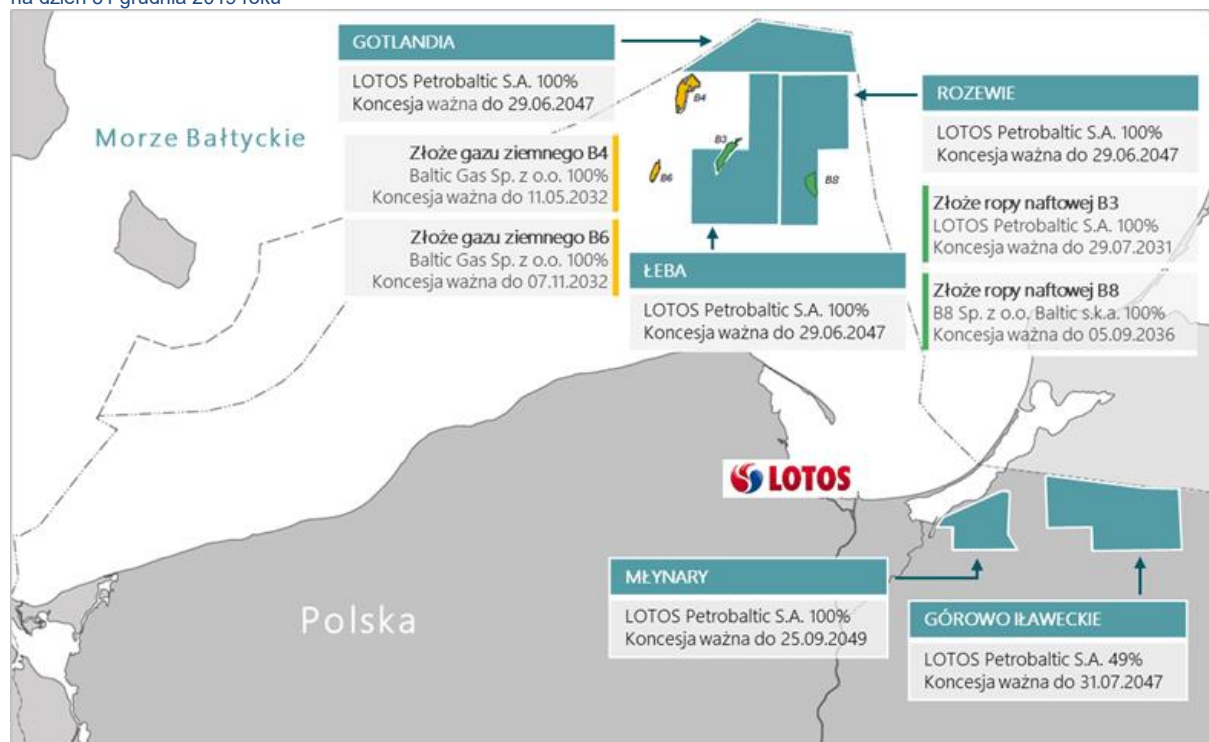 na dzień 31 grudnia 2019 roku
GOTLANDIA
LOTOS Petrobaltic S.A. 100%
Koncesja ważna do 29.06.2047
Morze Bałtyckie
Złoże gazu ziemnego B4
Baltic Gas Sp. z o.o. 100%
Koncesja ważna do 11.05.2032
Złoże gazu ziemnego B6
Baltic Gas Sp. z o.o. 100%
Koncesja ważna do 07.11.2032
B4
B3
B6
B8
ROZEWIE
LOTOS Petrobaltic S.A. 100%
Koncesja ważna do 29.06.2047
Złoże ropy naftowej B3
LOTOS Petrobaltic S.A. 100%
Koncesja ważna do 29.07.2031
Złoże ropy naftowej B8
B8 Sp. z o.o. Baltic s.k.a. 100%
Koncesja ważna do 05.09.2036
ŁEBA
LOTOS Petrobaltic S.A. 100%
Koncesja ważna do 29.06.2047
LOTOS
Polska
MŁYNARY
LOTOS Petrobaltic S.A. 100%
Koncesja ważna do 25.09.2049
GÓROWO IŁAWECKIE
LOTOS Petrobaltic S.A. 49%
Koncesja ważna do 31.07.2047